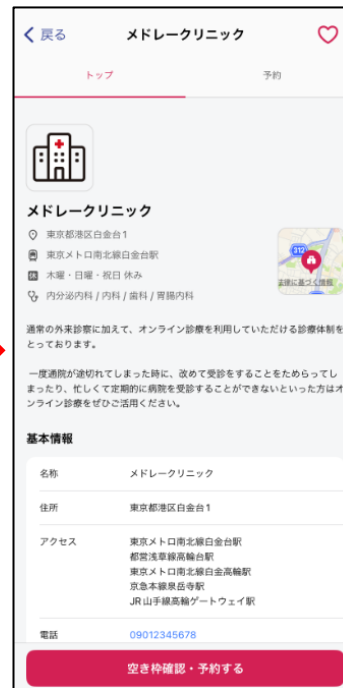 戻る
メドレークリニック
トップ
予約
メドレークリニック
東京都港区白金台1
東京メトロ南北線白金台駅
312
休
木曜・日曜・祝日 休み
内分泌内科 / 内科 / 歯科 / 胃腸内科
法律に基づく情報
通常の外来診察に加えて、オンライン診療を利用していただける診療体制を
とっております。
一度通院が途切れてしまった時に、改めて受診をすることをためらってし
まったり、忙しくて定期的に病院を受診することができないといった方はオ
ンライン診療をぜひご活用ください。
基本情報
名称
メドレークリニック
住所
東京都港区白金台1
アクセス
東京メトロ南北線白金台駅
都営浅草線高輪台駅
東京メトロ南北線白金高輪駅
京急本線泉岳寺駅
JR山手線高輪ゲートウェイ駅
電話
09012345678
空き枠確認・予約する